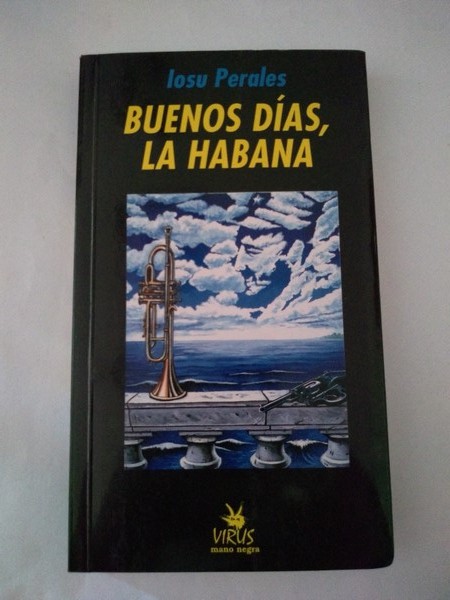 Iosu Perales
BUENOS DÍAS,
LA HABANA
VIRUS
mano negra